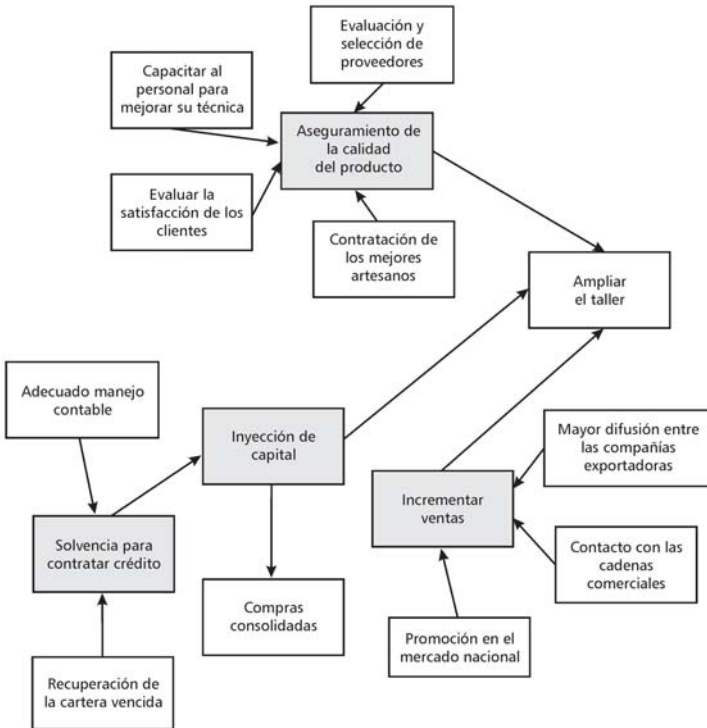 Evaluación y
selección de
proveedores
Capacitar al
personal para
mejorar su técnica
Aseguramiento de
la calidad
del producto
Evaluar la
satisfacción de los
clientes
Contratación de
los mejores
artesanos
Ampliar
el taller
Adecuado manejo
contable
Inyección de
capital
Mayor difusión entre
las compañías
exportadoras
Incrementar
ventas
Solvencia para
contratar crédito
Contacto con las
cadenas
comerciales
Compras
consolidadas
Promoción en el
mercado nacional
Recuperación de
la cartera vencida